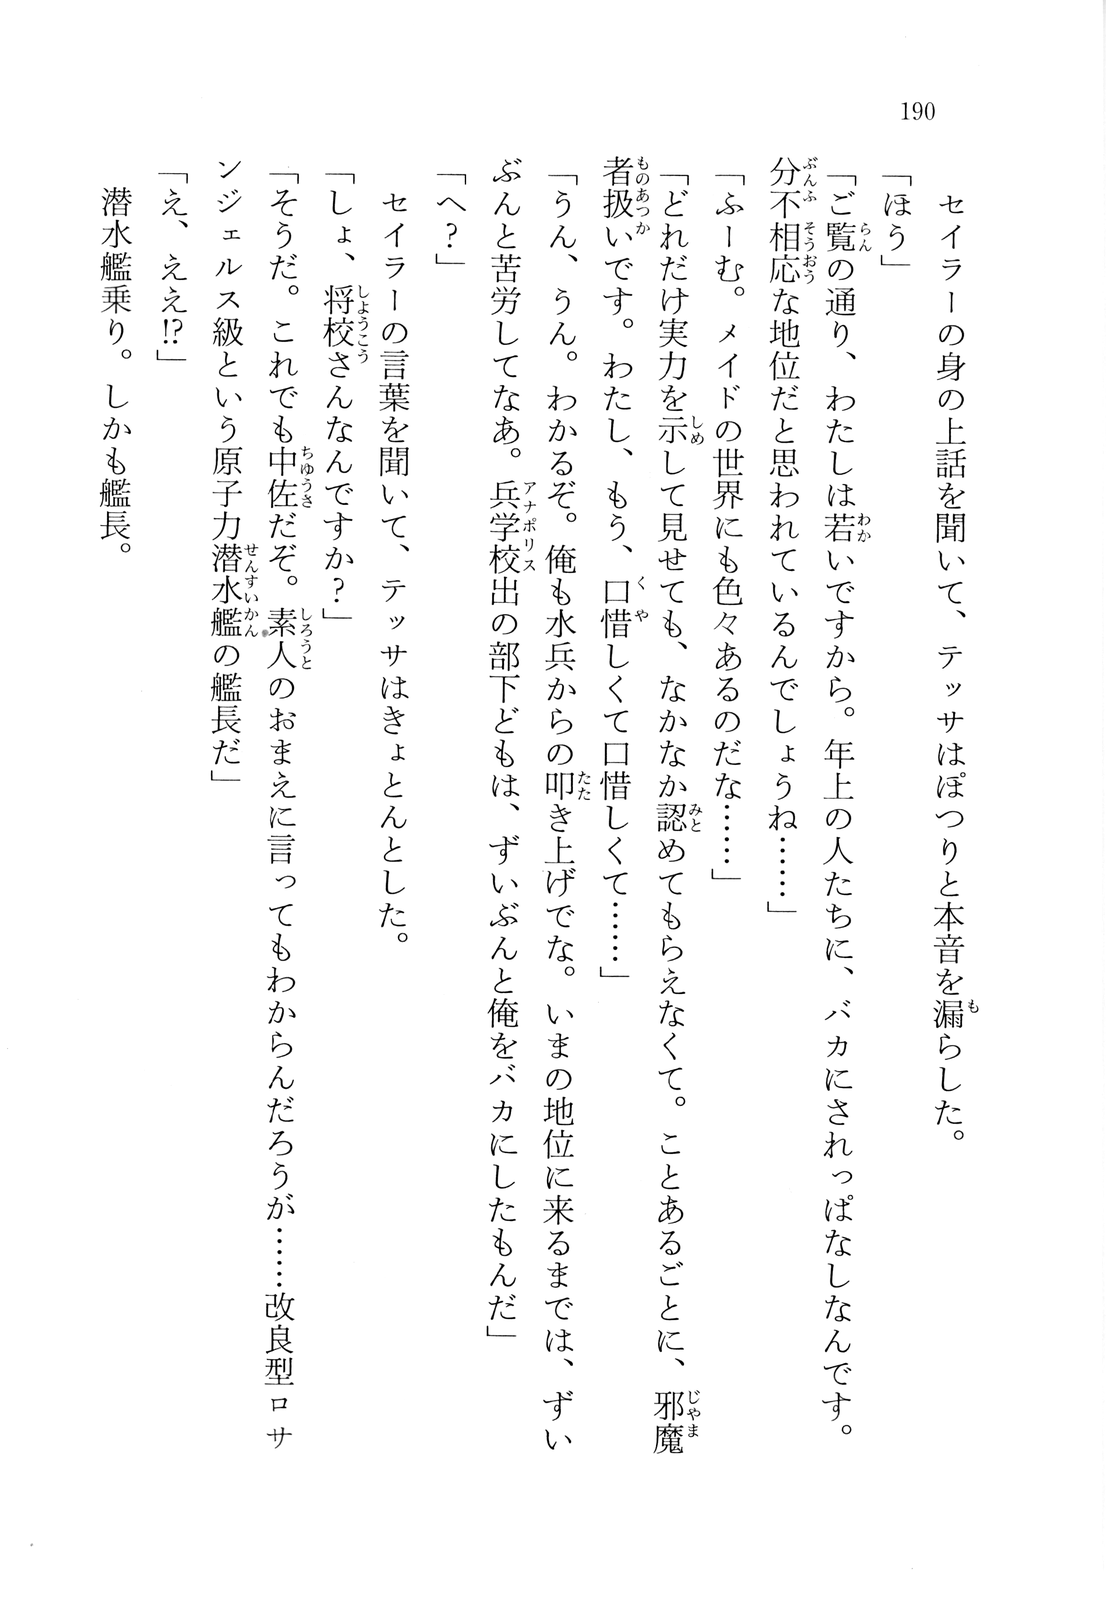 190
セイラーの身の上話を聞いて、テッサはぽつりと本音を漏らした。
「ほう」
「ご覧の通り、わたしは若いですから。年上の人たちに、バカにされっぱなしなんです。
分不相応な地位だと思われているんでしょうね……」
「ふーむ。メイドの世界にも色々あるのだな……」
「どれだけ実力を示して見せても、なかなか認めてもらえなくて。ことあるごとに、邪魔
者扱いです。わたし、もう、口惜しくて口惜しくて……」
「うん、うん。わかるぞ。俺も水兵からの叩き上げでな。いまの地位に来るまでは、ずい
ぶんと苦労してなあ。兵学校出の部下どもは、ずいぶんと俺をバカにしたもんだ」
「へ?」
セイラーの言葉を聞いて、テッサはきょとんとした。
「しょ、将校さんなんですか?」
「そうだ。これでも中佐だぞ。素人のおまえに言ってもわからんだろうが……改良型ロサ
ンジェルス級という原子力潜水艦の艦長だ」
「え、ええ!?」
潜水艦乗り。しかも艦長。